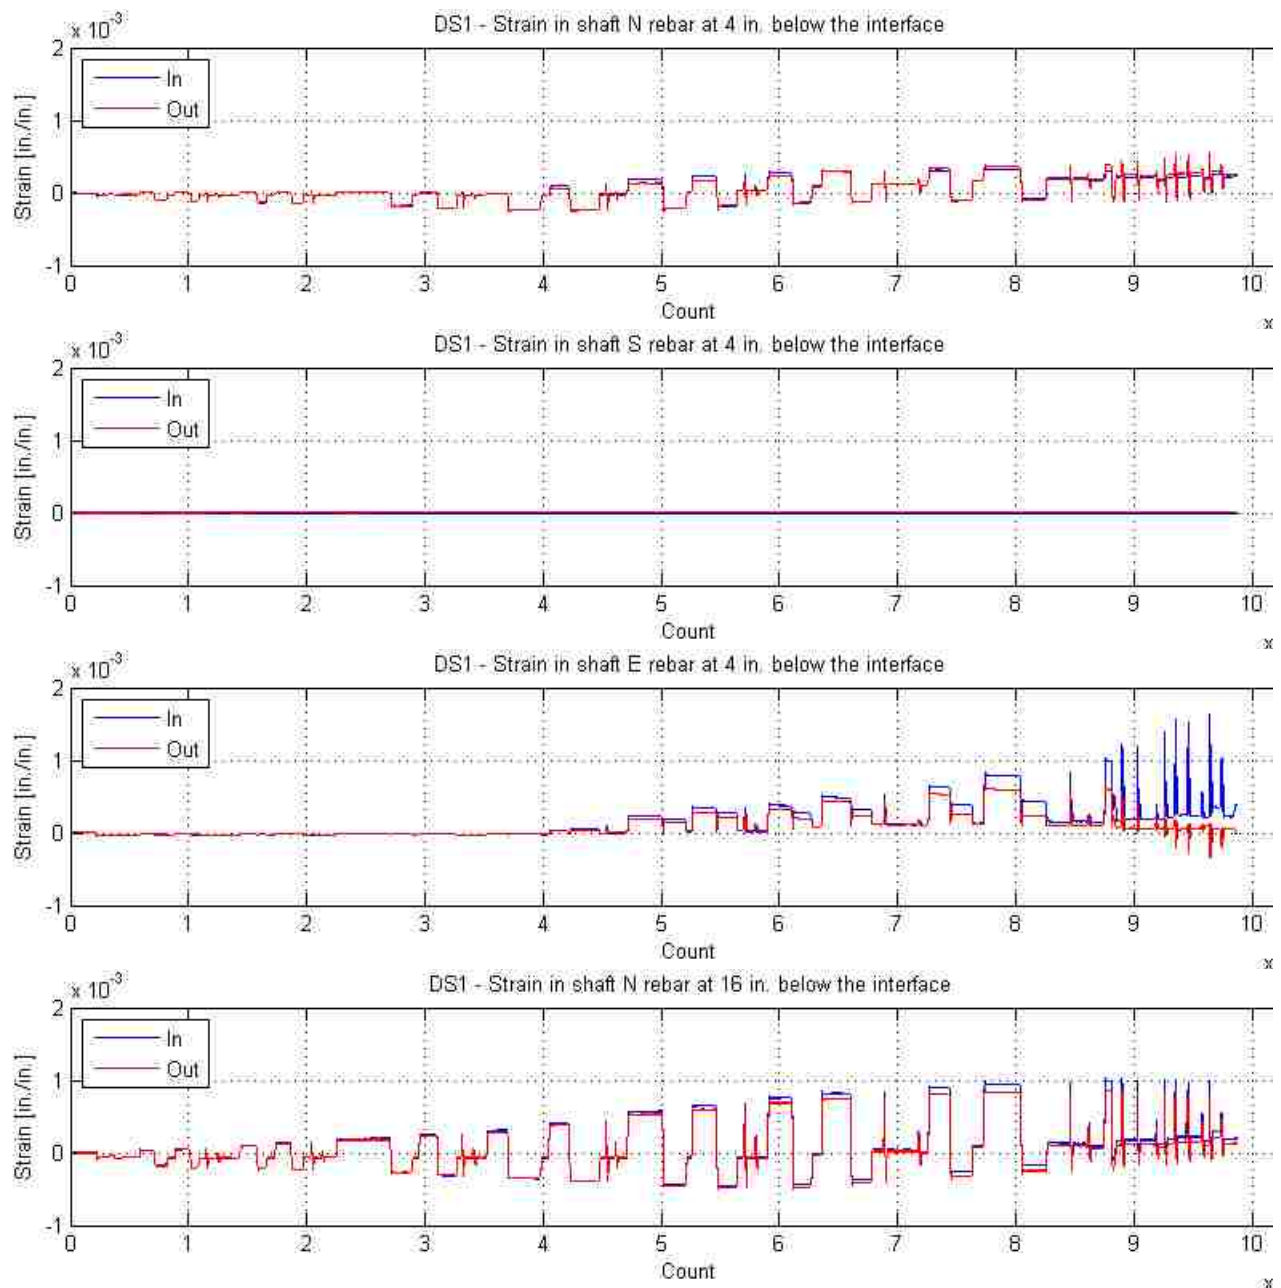 DS1 - Strain in shaft N rebar at 4 in. below the interface
x 10-3
2
1
0
-1
Strain [in./in.]
In
Out
0 1 2 3 4 5 6 7 8 9 10
Count
x
DS1 - Strain in shaft S rebar at 4 in. below the interface
x 10-3
2
1
0
-1
Strain [in./in.]
In
Out
0 1 2 3 4 5 6 7 8 9 10
Count
x
DS1 - Strain in shaft E rebar at 4 in. below the interface
x 10-3
2
1
0
-1
Strain [in./in.]
In
Out
0 1 2 3 4 5 6 7 8 9 10
Count
x
DS1 - Strain in shaft N rebar at 16 in. below the interface
x 10-3
2
1
0
-1
Strain [in./in.]
In
Out
0 1 2 3 4 5 6 7 8 9 10
Count
x